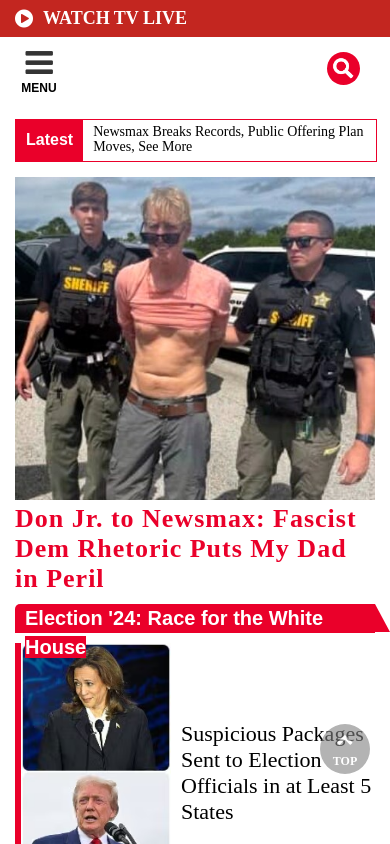 WATCH TV LIVE
MENU
Latest
Newsmax Breaks Records, Public Offering Plan
Moves, See More
SHERIFF
SHERIFF
Don Jr. to Newsmax: Fascist
Dem Rhetoric Puts My Dad
in Peril
Election '24: Race for the White
House
Suspicious Packages
Sent to Election
Officials in at Least 5
States
TOP